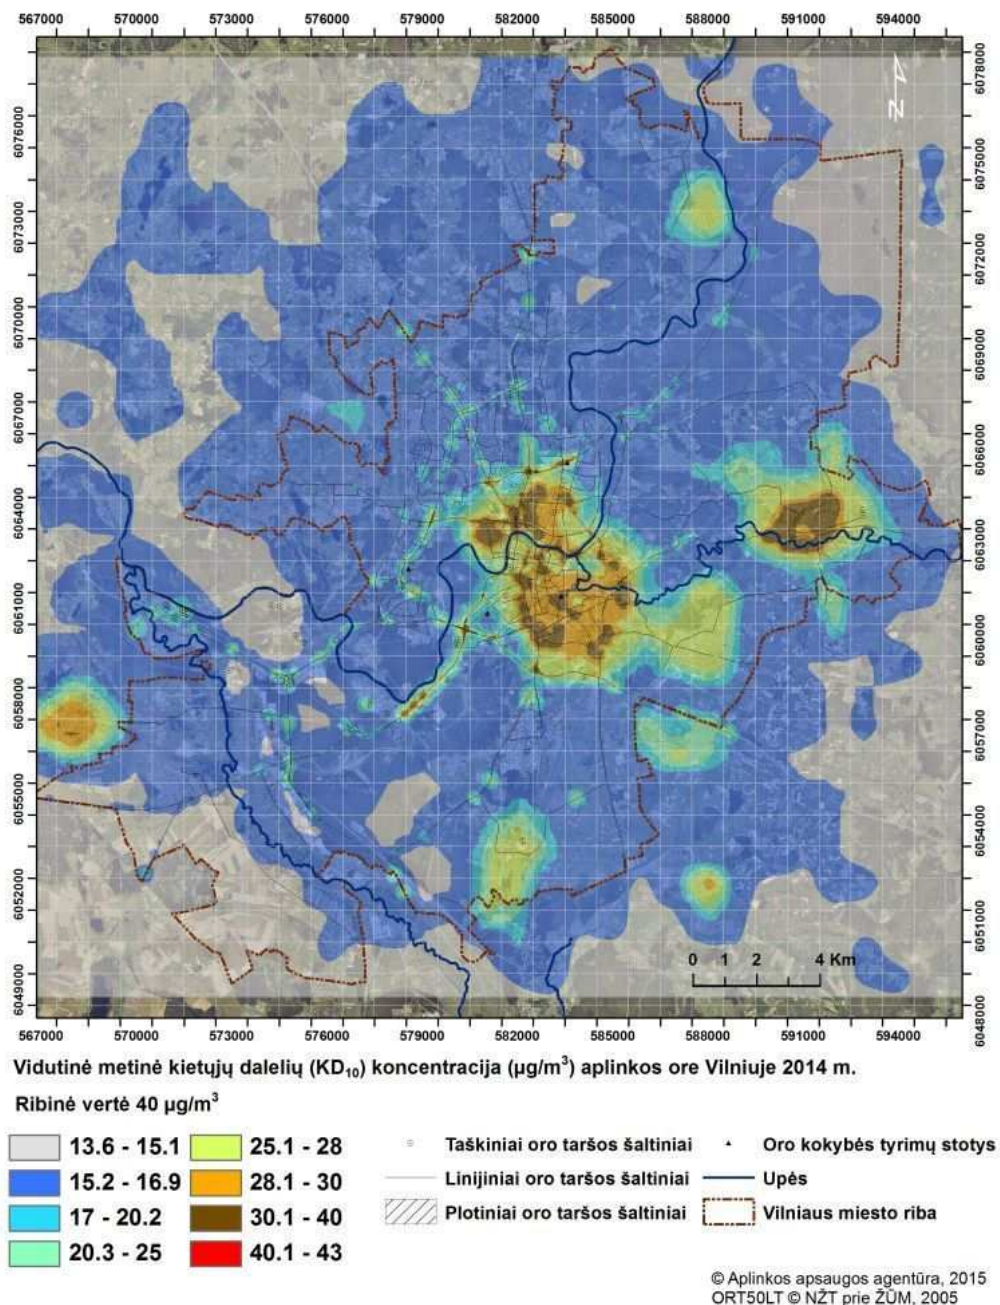 567000 570000 573000 576000 579000 582000 585000 588000 591000 594000
6076000
6073000
6070000
6067000
6064000
6061000
6058000
6055000
6052000
6049000
6078000
6075000
6072000
6069000
6066000
6063000
6060000
6057000
6054000
6051000
6048000
N
0 1 2 4 Km
567000 570000 573000 576000 579000 582000 585000 588000 591000 594000
Vidutinė metinė kietųjų dalelių (KD₁₀) koncentracija (µg/m³) aplinkos ore Vilniuje 2014 m.
Ribinė vertė 40 µg/m³
13.6 - 15.1
15.2 - 16.9
17 - 20.2
20.3 - 25
25.1 - 28
28.1 - 30
30.1 - 40
40.1 - 43
Taškiniai oro taršos šaltiniai
Linijiniai oro taršos šaltiniai
Plotiniai oro taršos šaltiniai
Oro kokybės tyrimų stotys
Upės
Vilniaus miesto riba
© Aplinkos apsaugos agentūra, 2015
ORT50LT © NŽT prie ŽŪM, 2005